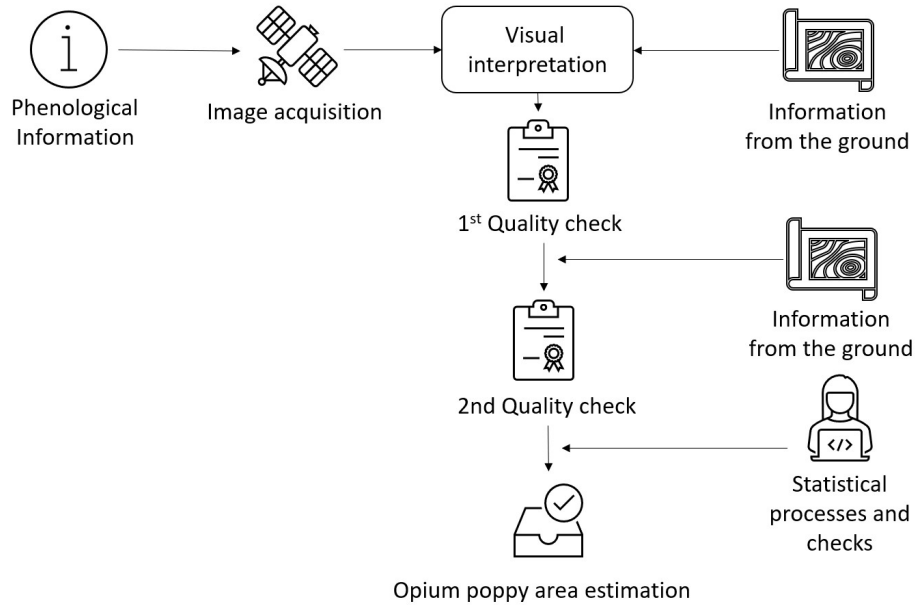 Visual
interpretation
Phenological
Information
Image acquisition
Information
from the ground
1st Quality check
Information
from the ground
2nd Quality check
</>
Statistical
processes and
checks
Opium poppy area estimation